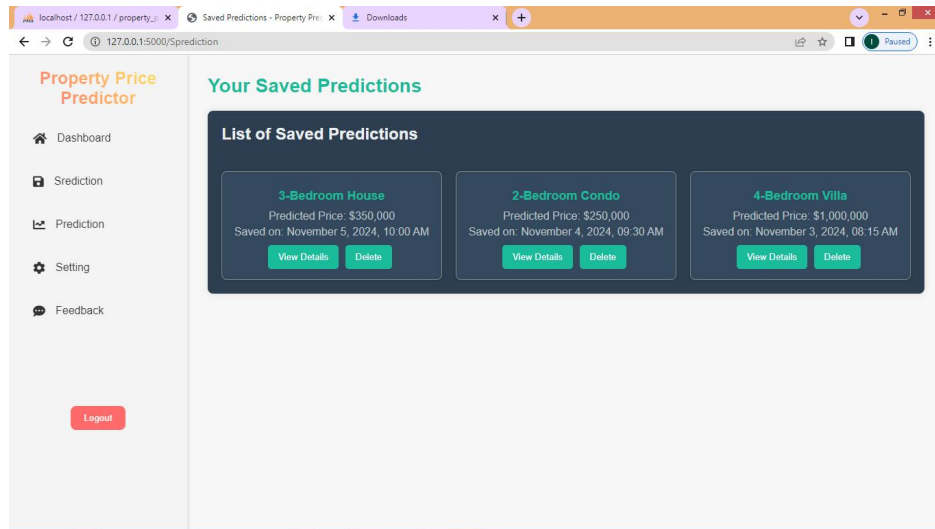 localhost / 127.0.0.1 / property_p
Saved Predictions - Property Pre
Downloads
127.0.0.1:5000/Sprediction
Paused
Property Price
Predictor
Dashboard
Srediction
Prediction
Setting
Feedback
Logout
Your Saved Predictions
List of Saved Predictions
3-Bedroom House
Predicted Price: $350,000
Saved on: November 5, 2024, 10:00 AM
View Details Delete
2-Bedroom Condo
Predicted Price: $250,000
Saved on: November 4, 2024, 09:30 AM
View Details Delete
4-Bedroom Villa
Predicted Price: $1,000,000
Saved on: November 3, 2024, 08:15 AM
View Details Delete